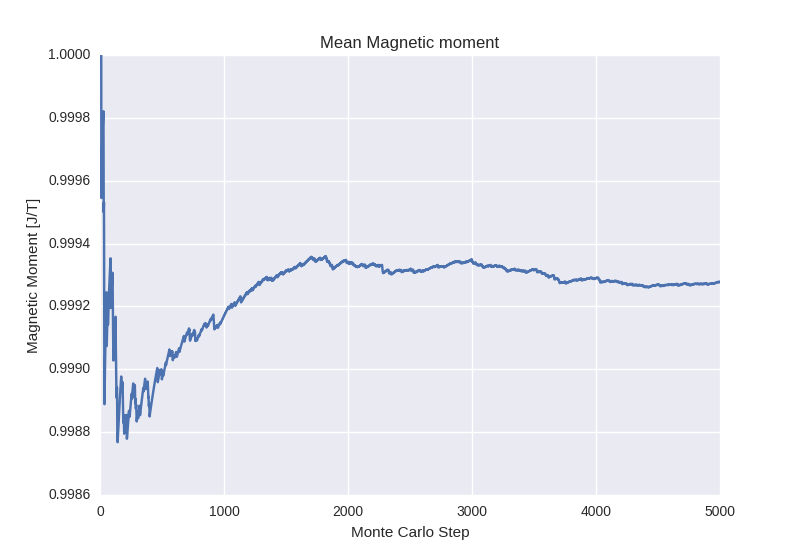 Mean Magnetic moment
1.0000
0.9998
0.9996
0.9994
0.9992
0.9990
0.9988
0.9986
Magnetic Moment [J/T]
0 1000 2000 3000 4000 5000
Monte Carlo Step